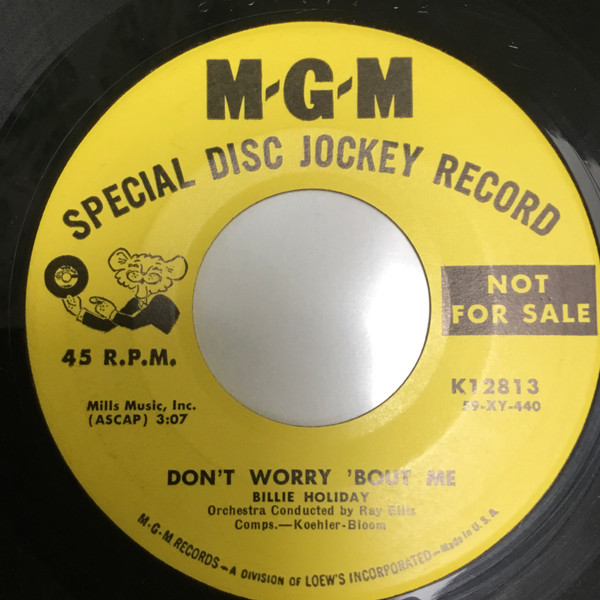 M-G-M
SPECIAL DISC JOCKEY RECORD
NOT
FOR SALE
45 R.P.M.
K12813
59-XY-440
Mills Music, Inc.
(ASCAP) 3:07
DON'T WORRY 'BOUT ME
BILLIE HOLIDAY
Orchestra Conducted by Ray Ellis
Comps.—Koehler-Bloom
M-G-M RECORDS—A DIVISION OF LOEW'S INCORPORATED—Made in U.S.A.